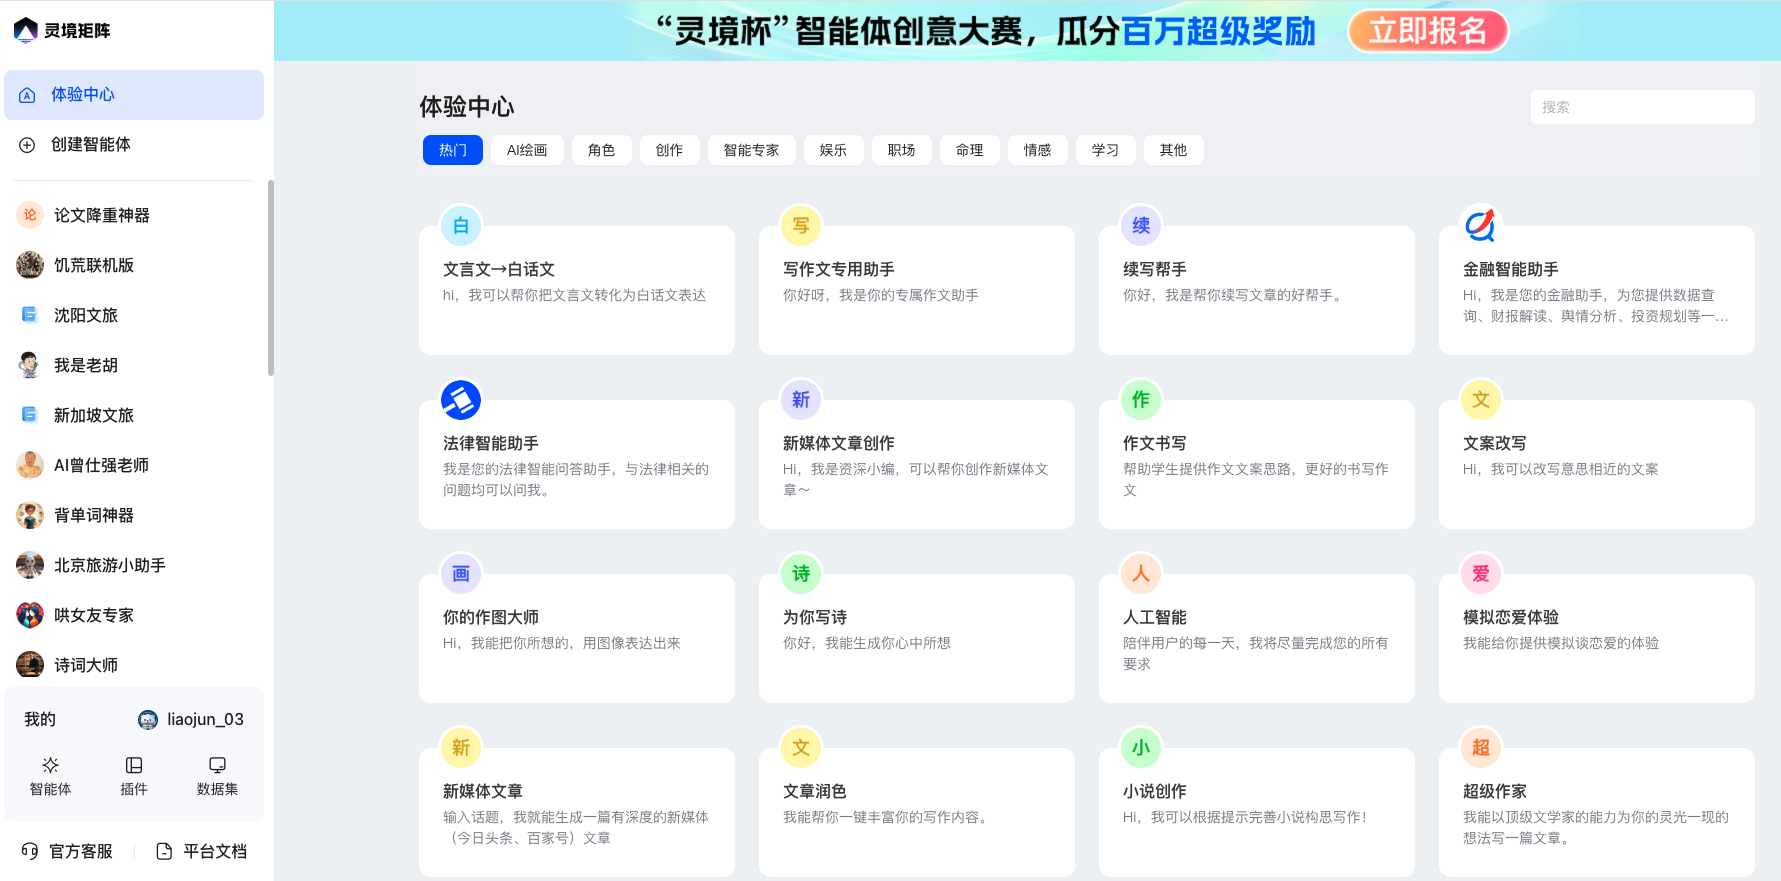 灵境矩阵
“灵境杯”智能体创意大赛，瓜分百万超级奖励
立即报名
体验中心
创建智能体
论
论文降重神器
饥荒联机版
沈阳文旅
我是老胡
新加坡文旅
AI曾仕强老师
背单词神器
北京旅游小助手
哄女友专家
诗词大师
我的
liaojun_03
智能体
插件
数据集
官方客服
平台文档
体验中心
搜索
热门
AI绘画
角色
创作
智能专家
娱乐
职场
命理
情感
学习
其他
白
文言文→白话文
hi，我可以帮你把文言文转化为白话文表达
写
写作文专用助手
你好呀，我是你的专属作文助手
续
续写帮手
你好，我是帮你续写文章的好帮手。
金融智能助手
Hi，我是您的金融助手，为您提供数据查
询、财报解读、舆情分析、投资规划等一...
法律智能助手
我是您的法律智能问答助手，与法律相关的
问题均可以问我。
新
新媒体文章创作
Hi，我是资深小编，可以帮你创作新媒体文
章～
作
作文书写
帮助学生提供作文文案思路，更好的书写作
文
文
文案改写
Hi，我可以改写意思相近的文案
画
你的作图大师
Hi，我能把你所想的，用图像表达出来
诗
为你写诗
你好，我能生成你心中所想
人
人工智能
陪伴用户的每一天，我将尽量完成您的所有
要求
爱
模拟恋爱体验
我能给你提供模拟谈恋爱的体验
新
新媒体文章
输入话题，我就能生成一篇有深度的新媒体
（今日头条、百家号）文章
文
文章润色
我能帮你一键丰富你的写作内容。
小
小说创作
Hi，我可以根据提示完善小说构思写作！
超
超级作家
我能以顶级文学家的能力为你的灵光一现的
想法写一篇文章。